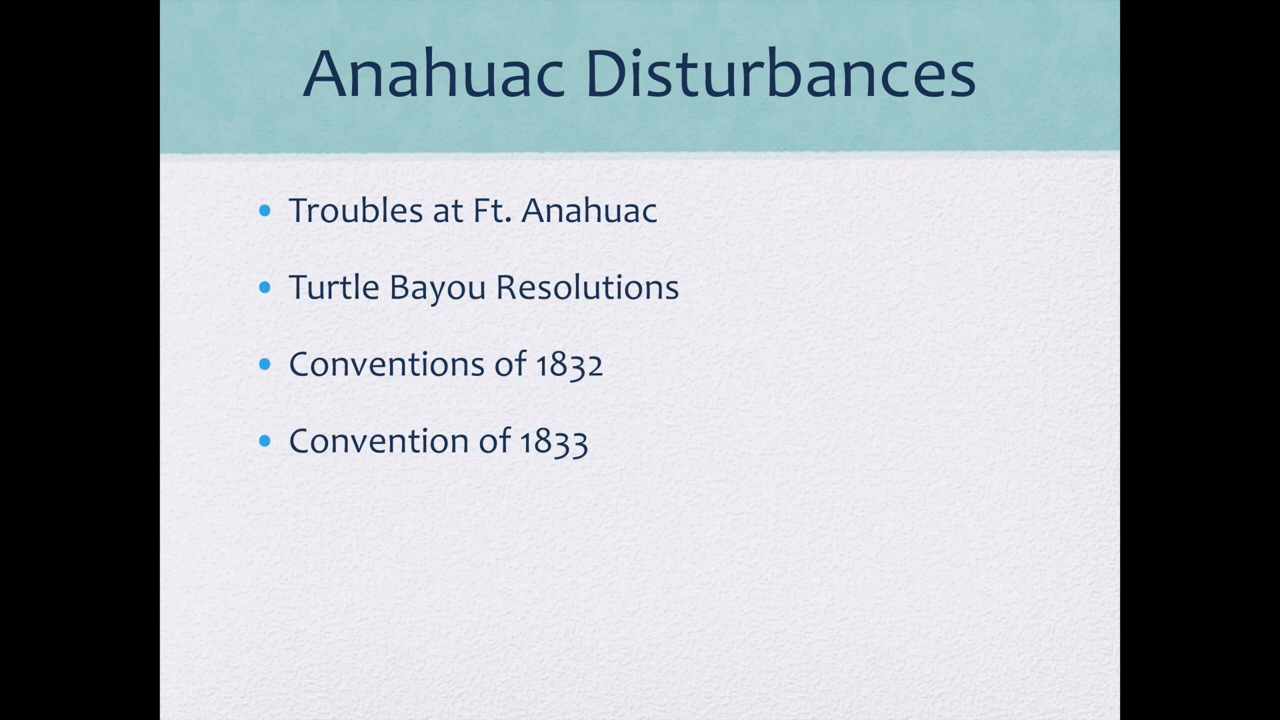 Anahuac Disturbances
• Troubles at Ft. Anahuac
• Turtle Bayou Resolutions
• Conventions of 1832
• Convention of 1833